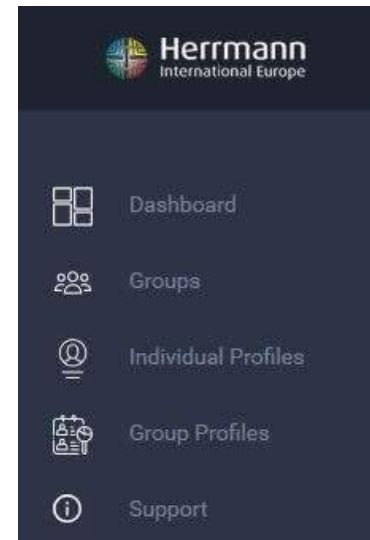 Herrmann
International Europe
Dashboard
Groups
Individual Profiles
Group Profiles
Support